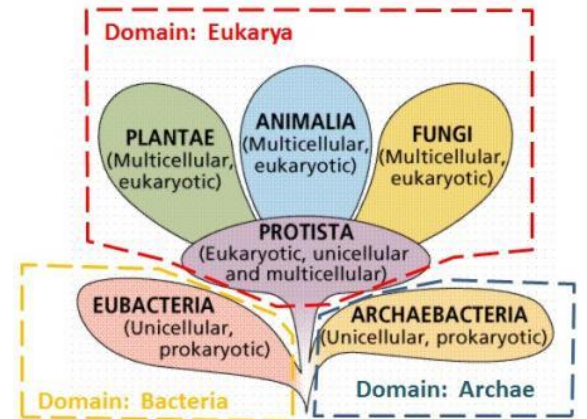 Domain: Eukarya
PLANTAE
(Multicellular,
eukaryotic)
ANIMALIA
(Multicellular,
eukaryotic)
FUNGI
(Multicellular,
eukaryotic)
PROTISTA
(Eukaryotic, unicellular
and multicellular)
EUBACTERIA
(Unicellular,
prokaryotic)
ARCHAEBACTERIA
(Unicellular, prokaryotic)
Domain: Bacteria
Domain: Archae